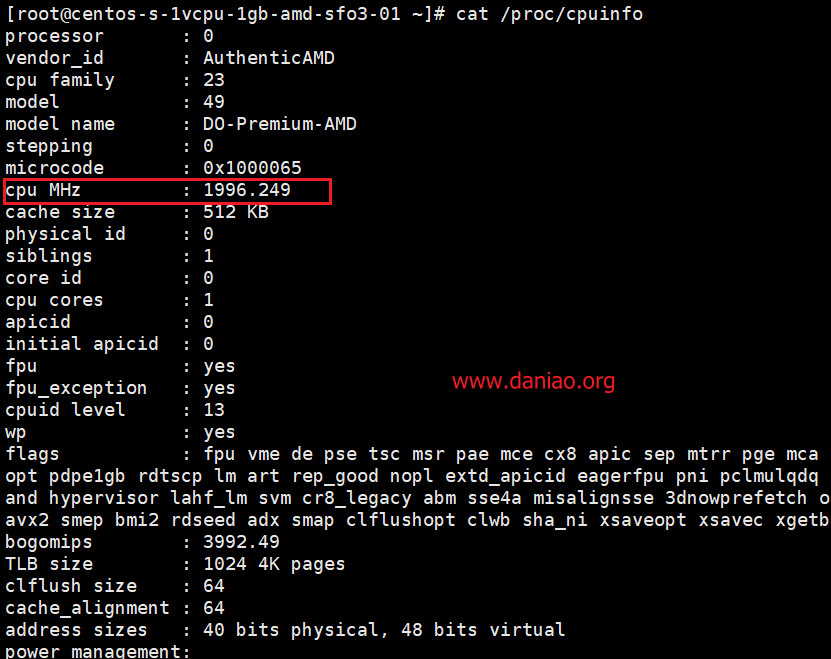 [root@centos-s-1vcpu-1gb-amd-sfo3-01 ~]# cat /proc/cpuinfo
processor : 0
vendor_id : AuthenticAMD
cpu family : 23
model : 49
model name : DO-Premium-AMD
stepping : 0
microcode : 0x1000065
cpu MHz : 1996.249
cache size : 512 KB
physical id : 0
siblings : 1
core id : 0
cpu cores : 1
apicid : 0
initial apicid : 0
fpu : yes
www.daniao.org
fpu_exception : yes
cpuid level : 13
wp : yes
flags : fpu vme de pse tsc msr pae mce cx8 apic sep mtrr pge mca
opt pdpe1gb rdtscp lm art rep_good nopl extd_apicid eagerfpu pni pclmulqdq
and hypervisor lahf_lm svm cr8_legacy abm sse4a misalignsse 3dnowprefetch o
avx2 smep bmi2 rdseed adx smap clflushopt clwb sha_ni xsaveopt xsavec xgetb
bogomips : 3992.49
TLB size : 1024 4K pages
clflush size : 64
cache_alignment : 64
address sizes : 40 bits physical, 48 bits virtual
power management: